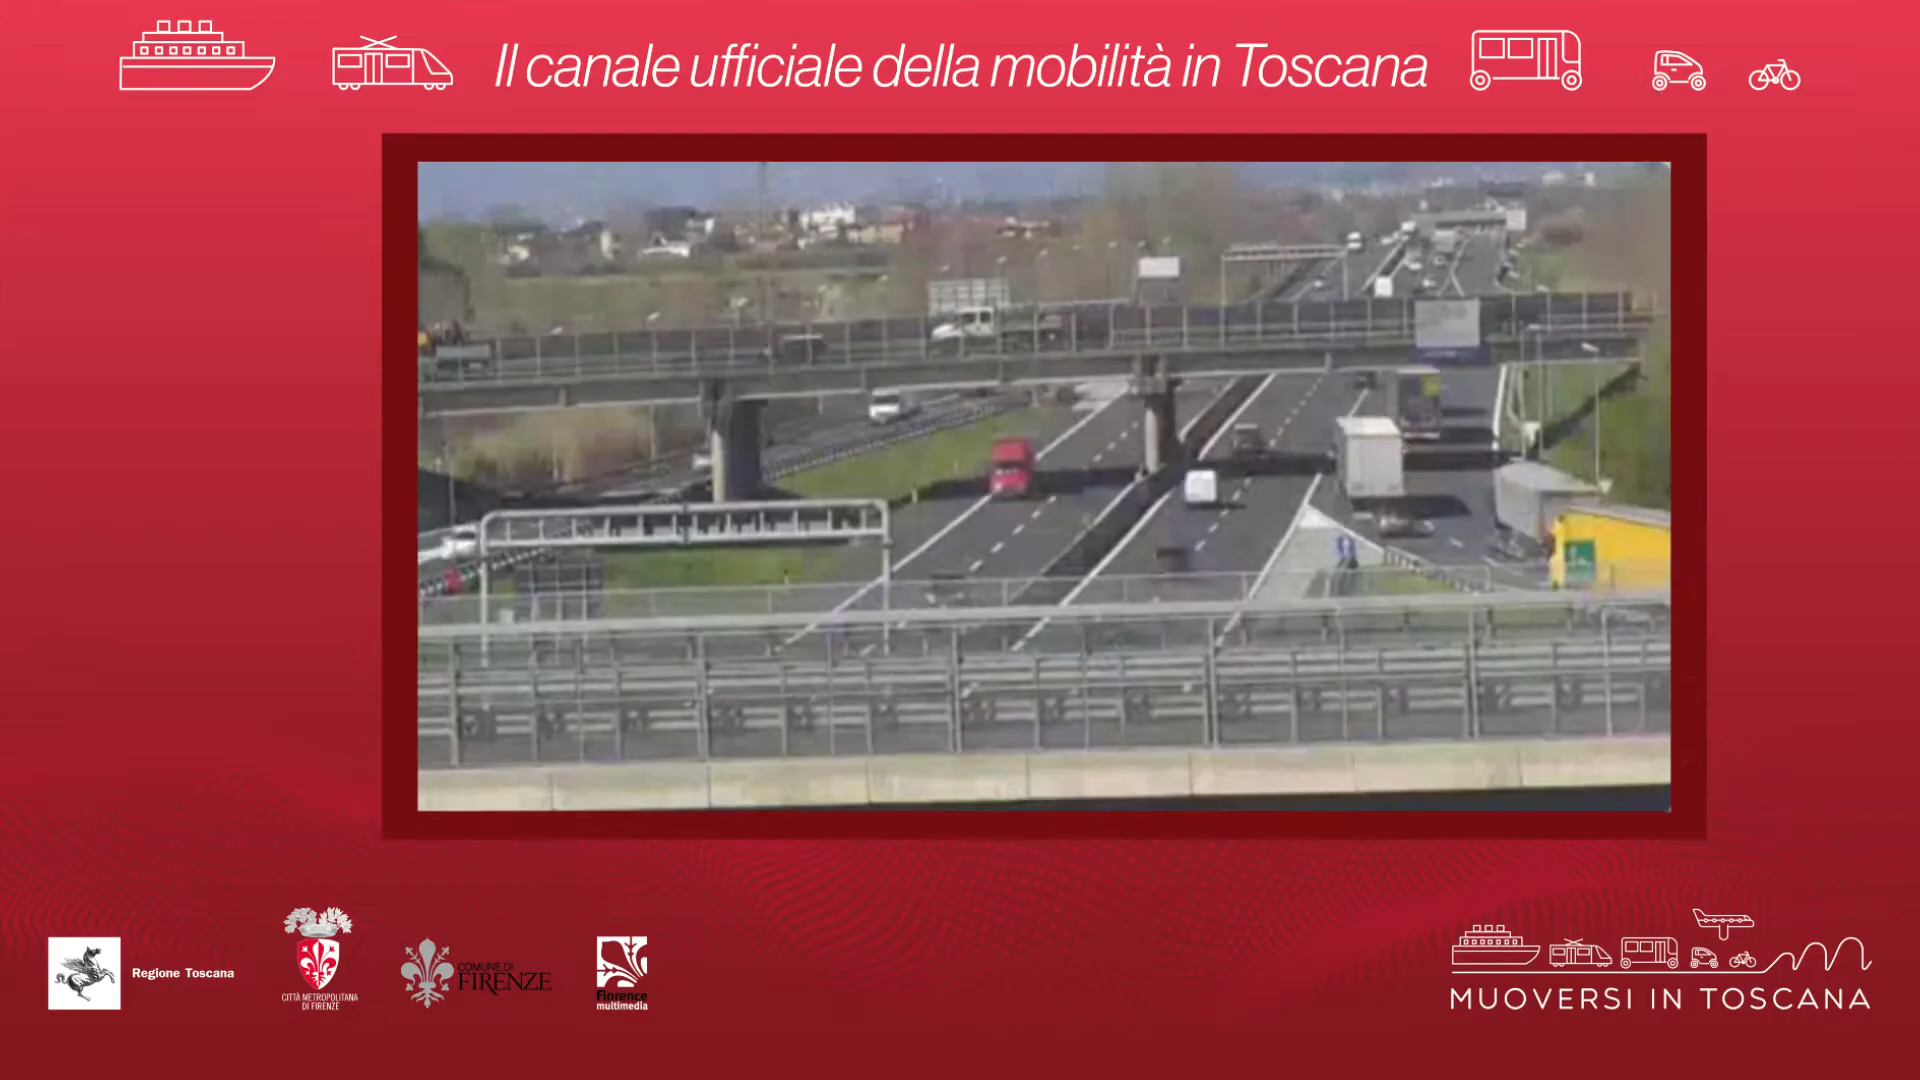 Il canale ufficiale della mobilità in Toscana
Regione Toscana
CITTÀ METROPOLITANA
DI FIRENZE
COMUNE DI
FIRENZE
Florence
multimedia
MUOVERSI IN TOSCANA